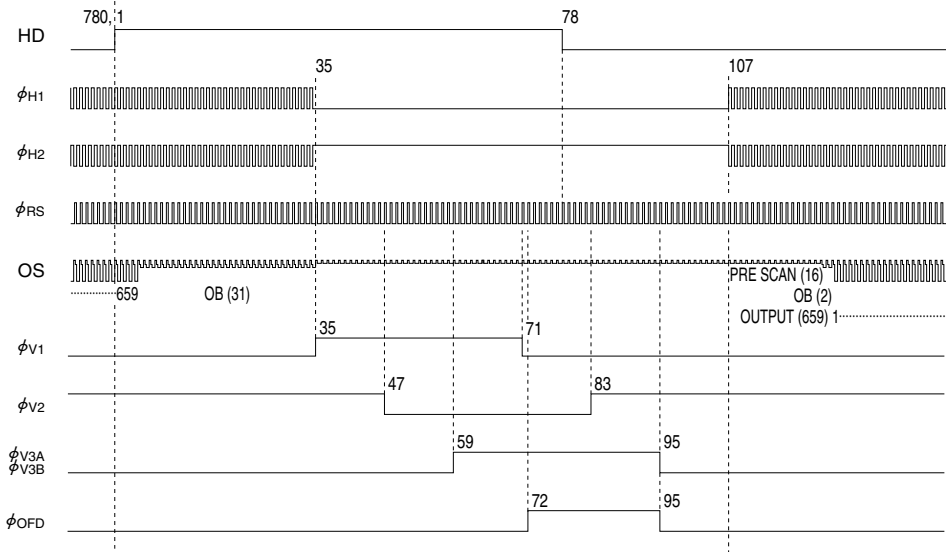 780, 1 78
HD
35 107
ϕH1
ϕH2
ϕRS
OS
PRE SCAN (16)
659 OB (31) OB (2)
OUTPUT (659) 1
35 71
ϕV1
47 83
ϕV2
59 95
ϕV3A
ϕV3B
72 95
ϕOFD